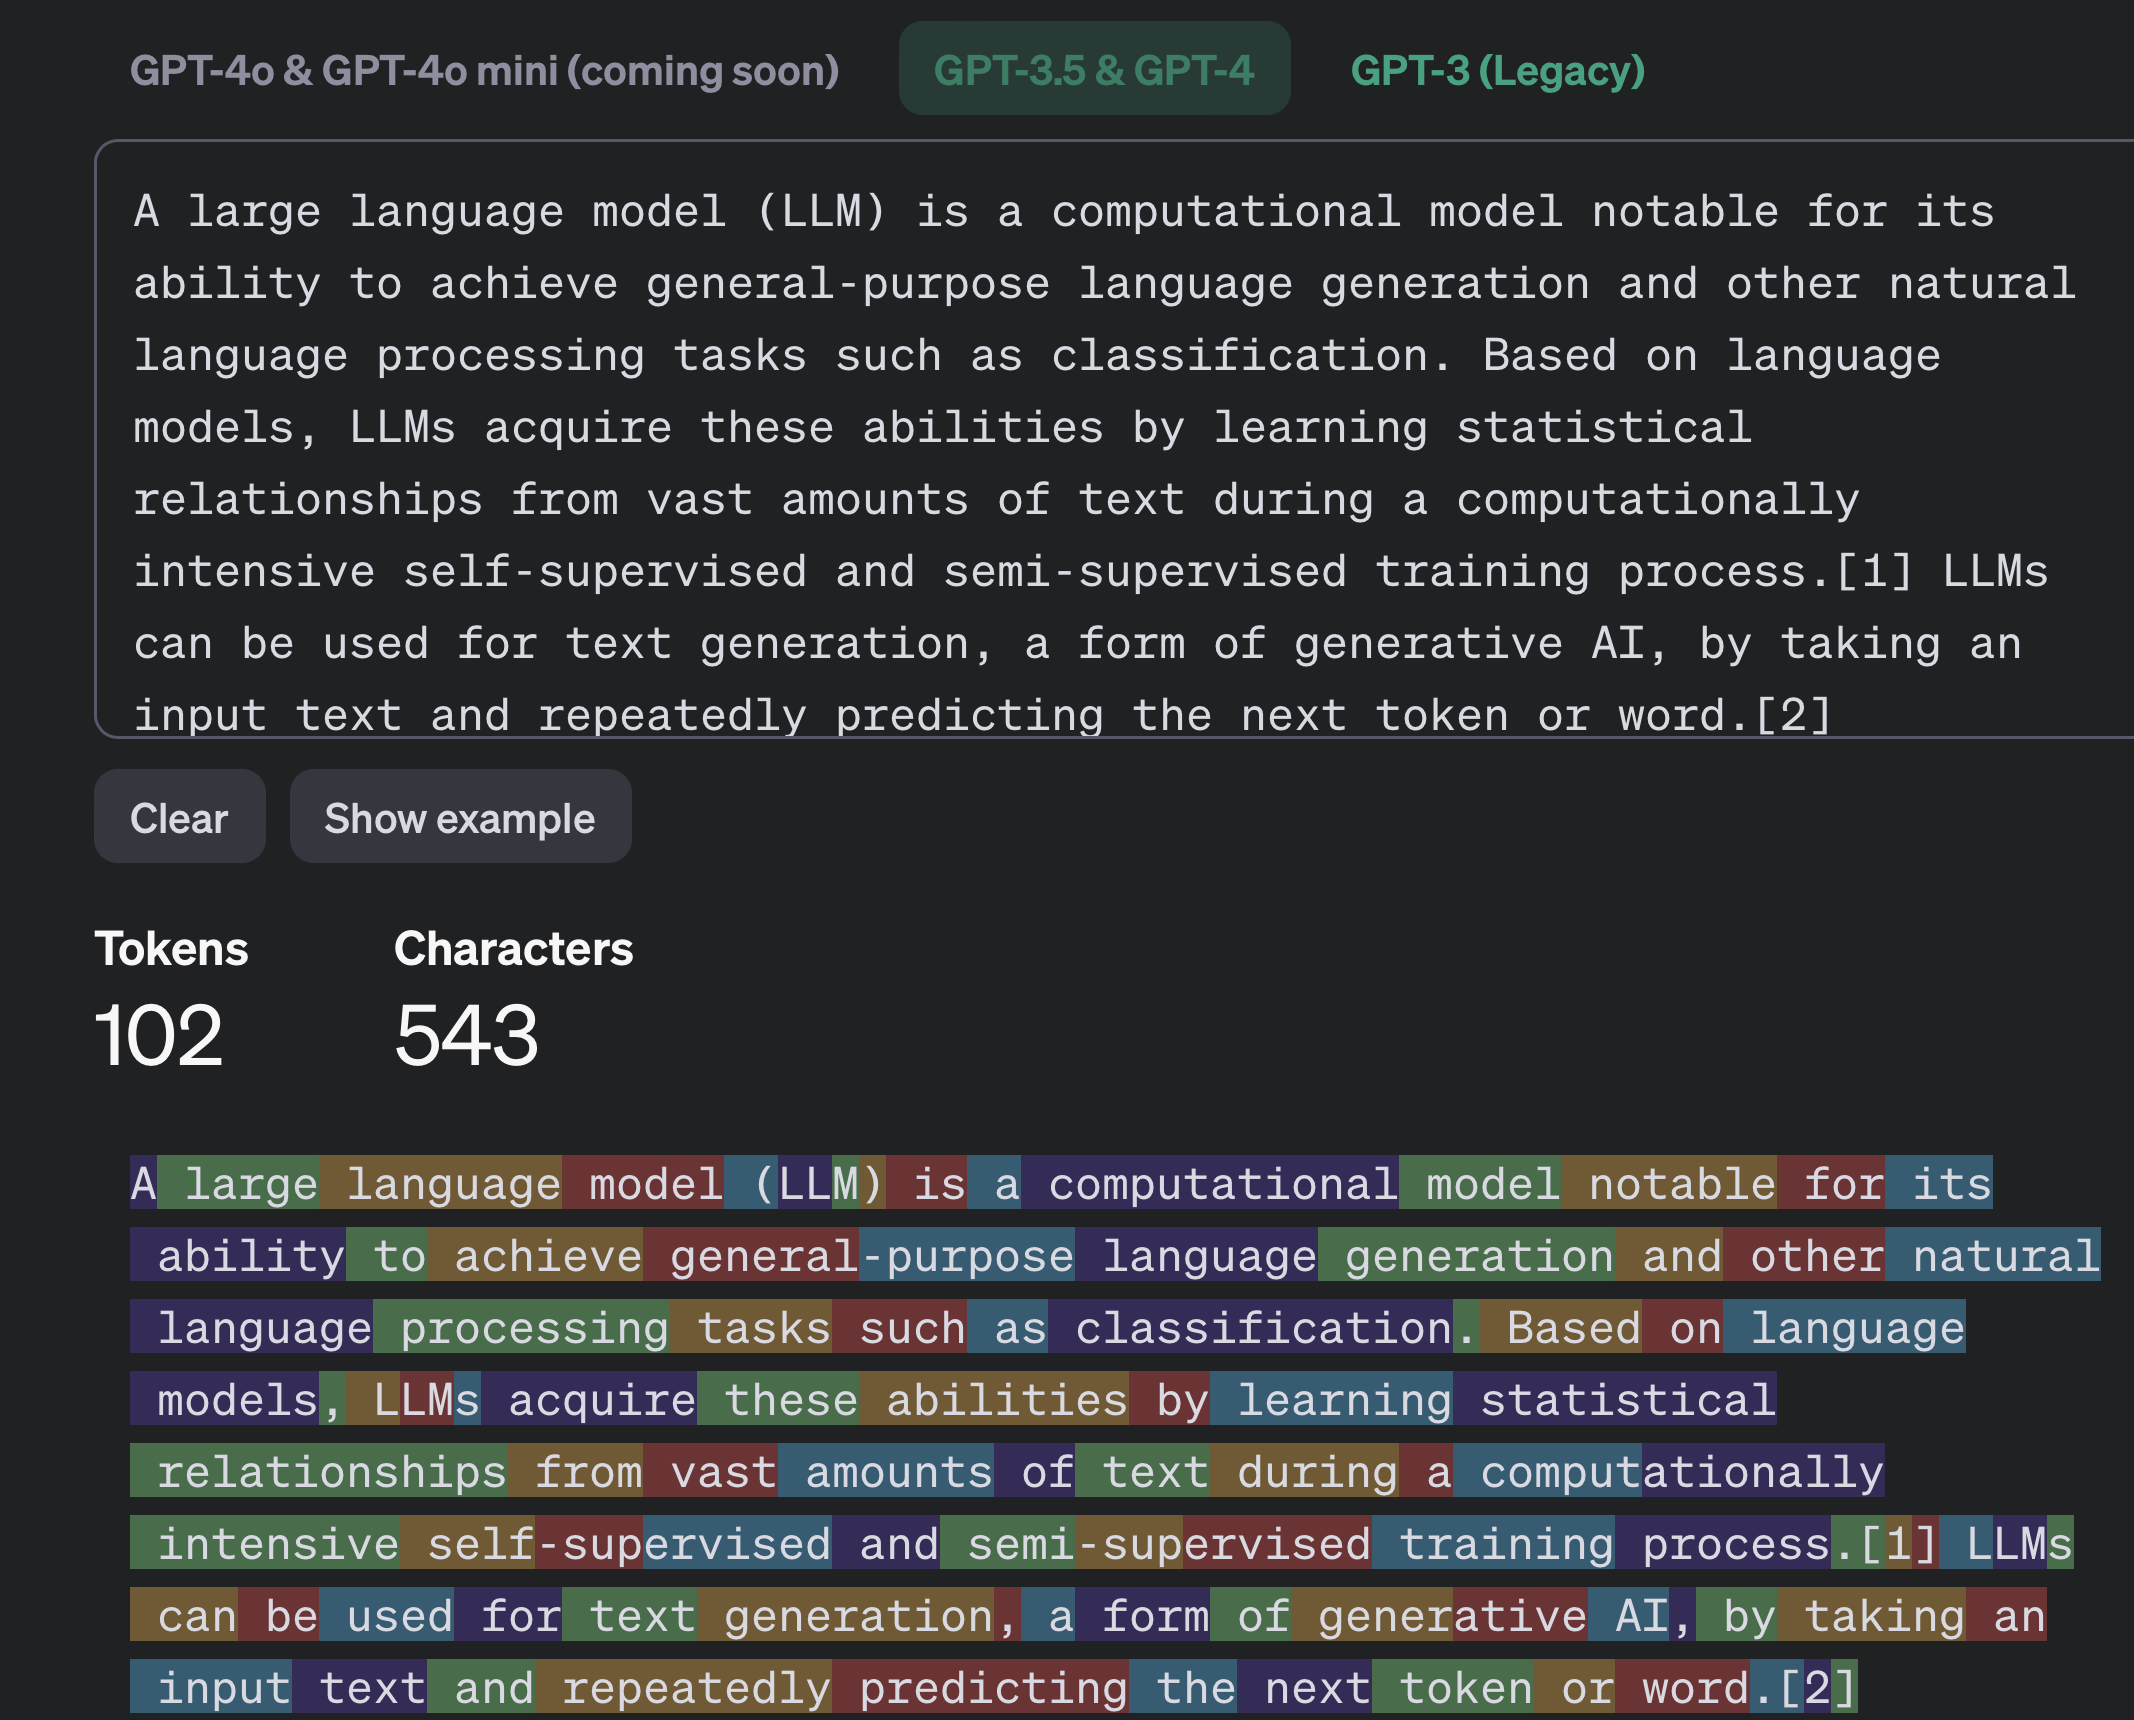 GPT-4o & GPT-4o mini (coming soon) GPT-3.5 & GPT-4 GPT-3 (Legacy)
A large language model (LLM) is a computational model notable for its
ability to achieve general-purpose language generation and other natural
language processing tasks such as classification. Based on language
models, LLMs acquire these abilities by learning statistical
relationships from vast amounts of text during a computationally
intensive self-supervised and semi-supervised training process.[1] LLMs
can be used for text generation, a form of generative AI, by taking an
input text and repeatedly predicting the next token or word.[2]
Clear Show example
Tokens Characters
102 543
A large language model (LLM) is a computational model notable for its
ability to achieve general-purpose language generation and other natural
language processing tasks such as classification. Based on language
models, LLMs acquire these abilities by learning statistical
relationships from vast amounts of text during a computationally
intensive self-supervised and semi-supervised training process.[1] LLMs
can be used for text generation, a form of generative AI, by taking an
input text and repeatedly predicting the next token or word.[2]